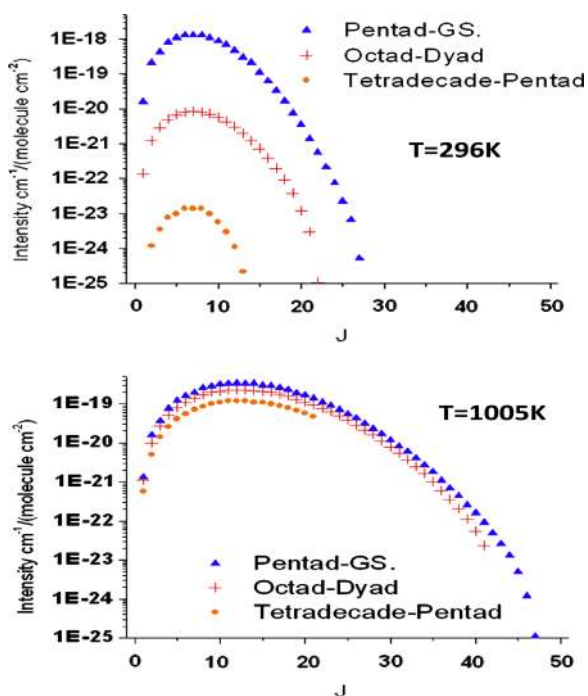 Pentad-GS.
Octad-Dyad
Tetradecade-Pentad
T=296K
Intensity cm⁻¹/(molecule cm⁻²)
1E-18
1E-19
1E-20
1E-21
1E-22
1E-23
1E-24
1E-25
0 10 20 30 40 50
J
T=1005K
Intensity cm⁻¹/(molecule cm⁻²)
1E-19
1E-20
1E-21
1E-22
1E-23
1E-24
1E-25
Pentad-GS.
Octad-Dyad
Tetradecade-Pentad
0 10 20 30 40 50
J